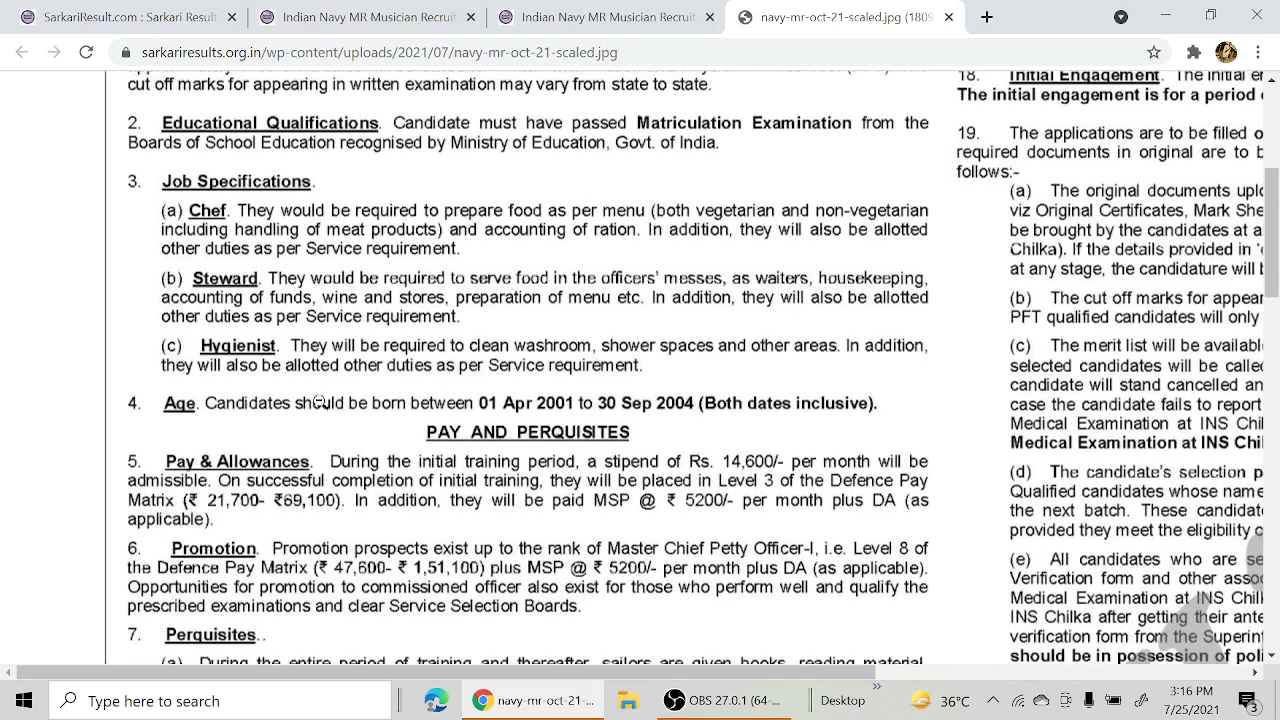 Navy MR Musician
Navy MR Musician
Navy MR Musician
navy-mr-oct-21-scaled.jpg (1809
sarkariresults.org.in/wp-content/uploads/2021/07/navy-mr-oct-21-scaled.jpg
cut off marks for appearing in written examination may vary from state to state.
2. Educational Qualifications. Candidate must have passed Matriculation Examination from the
Boards of School Education recognised by Ministry of Education, Govt. of India.
3. Job Specifications.
(a) Chef. They would be required to prepare food as per menu (both vegetarian and non-vegetarian
including handling of meat products) and accounting of ration. In addition, they will also be allotted
other duties as per Service requirement.
(b) Steward. They would be required to serve food in the officers' messes, as waiters, housekeeping,
accounting of funds, wine and stores, preparation of menu etc. In addition, they will also be allotted
other duties as per Service requirement.
(c) Hygienist. They will be required to clean washroom, shower spaces and other areas. In addition,
they will also be allotted other duties as per Service requirement.
4. Age. Candidates should be born between 01 Apr 2001 to 30 Sep 2004 (Both dates inclusive).
PAY AND PERQUISITES
5. Pay & Allowances. During the initial training period, a stipend of Rs. 14,600/- per month will be
admissible. On successful completion of initial training, they will be placed in Level 3 of the Defence Pay
Matrix (₹ 21,700- ₹69,100). In addition, they will be paid MSP @ ₹ 5200/- per month plus DA (as
applicable).
6. Promotion. Promotion prospects exist up to the rank of Master Chief Petty Officer-I, i.e. Level 8 of
the Defence Pay Matrix (₹ 47,600- ₹ 1,51,100) plus MSP @ ₹ 5200/- per month plus DA (as applicable).
Opportunities for promotion to commissioned officer also exist for those who perform well and qualify the
prescribed examinations and clear Service Selection Boards.
7. Perquisites..
(a) During the entire period of training and thereafter, sailors are given books, reading material,
18. Initial Engagement. The initial e
The initial engagement is for a period
19. The applications are to be filled o
required documents in original are to b
follows:-
(a) The original documents uplo
viz Original Certificates, Mark She
be brought by the candidates at a
Chilka). If the details provided in '
at any stage, the candidature will b
(b) The cut off marks for appear
PFT qualified candidates will only
(c) The merit list will be availabl
selected candidates will be calle
candidate will stand cancelled an
case the candidate fails to report
Medical Examination at INS Chi
Medical Examination at INS Chi
(d) The candidate's selection p
Qualified candidates whose name
the next batch. These candidat
provided they meet the eligibility c
(e) All candidates who are se
Verification form and other asso
Medical Examination at INS Chil
INS Chilka after getting their ante
verification form from the Superin
should be in possession of poli
Type here to search
navy-mr-oct-21-...
OBS 27.0.1 (64-...
Desktop
»
36°C
3:16 PM
7/25/2021
3